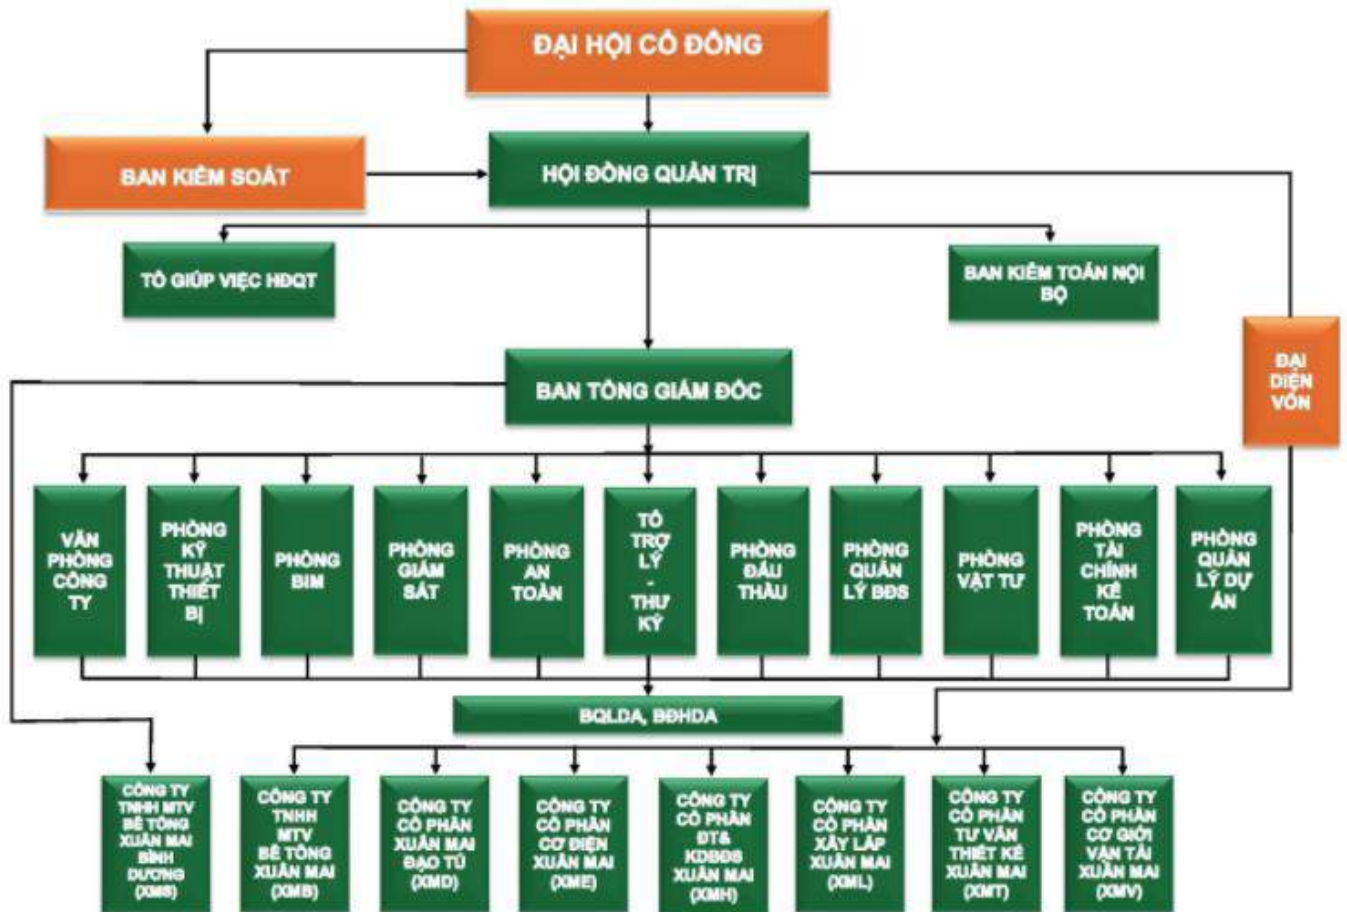 ĐẠI HỘI CỔ ĐÔNG
BAN KIỂM SOÁT
HỘI ĐỒNG QUẢN TRỊ
TỔ GIÚP VIỆC HĐQT
BAN KIỂM TOÁN NỘI
BỘ
ĐẠI
DIỆN
VỐN
BAN TỔNG GIÁM ĐỐC
VĂN
PHÒNG
CÔNG
TY
PHÒNG
KỸ
THUẬT
THIẾT
BỊ
PHÒNG
BIM
PHÒNG
GIÁM
SÁT
PHÒNG
AN
TOÀN
TỔ
TRỢ
LÝ
-
THƯ
KÝ
PHÒNG
ĐẤU
THẦU
PHÒNG
QUẢN
LÝ BĐS
PHÒNG
VẬT TƯ
PHÒNG
TÀI
CHÍNH
KẾ
TOÁN
PHÒNG
QUẢN
LÝ DỰ
ÁN
BQLDA, BĐHDA
CÔNG TY
TNHH MTV
BÊ TÔNG
XUÂN MAI
BÌNH
DƯƠNG
(XMS)
CÔNG TY
TNHH
MTV
BÊ TÔNG
XUÂN MAI
(XMB)
CÔNG TY
CỔ PHẦN
XUÂN MAI
ĐẠO TÚ
(XMD)
CÔNG TY
CỔ PHẦN
CƠ ĐIỆN
XUÂN MAI
(XME)
CÔNG TY
CỔ PHẦN
ĐT&
KDBĐS
XUÂN MAI
(XMH)
CÔNG TY
CỔ PHẦN
XÂY LẮP
XUÂN MAI
(XML)
CÔNG TY
CỔ PHẦN
TƯ VẤN
THIẾT KẾ
XUÂN MAI
(XMT)
CÔNG TY
CỔ PHẦN
CƠ GIỚI
VẬN TẢI
XUÂN MAI
(XMV)